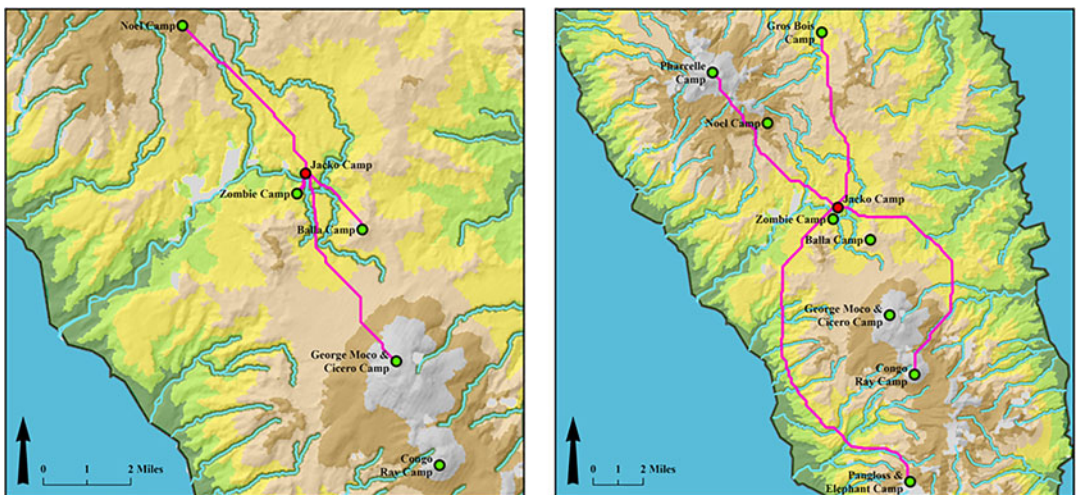 Noel Camp
Jacko Camp
Zombie Camp
Balla Camp
George Moco &
Cicero Camp
Congo
Ray Camp
0 1 2 Miles
Gros Bois
Camp
Pharcelle
Camp
Noel Camp
Jacko Camp
Zombie Camp
Balla Camp
George Moco &
Cicero Camp
Congo
Ray Camp
Pangloss &
Elephant Camp
0 1 2 Miles